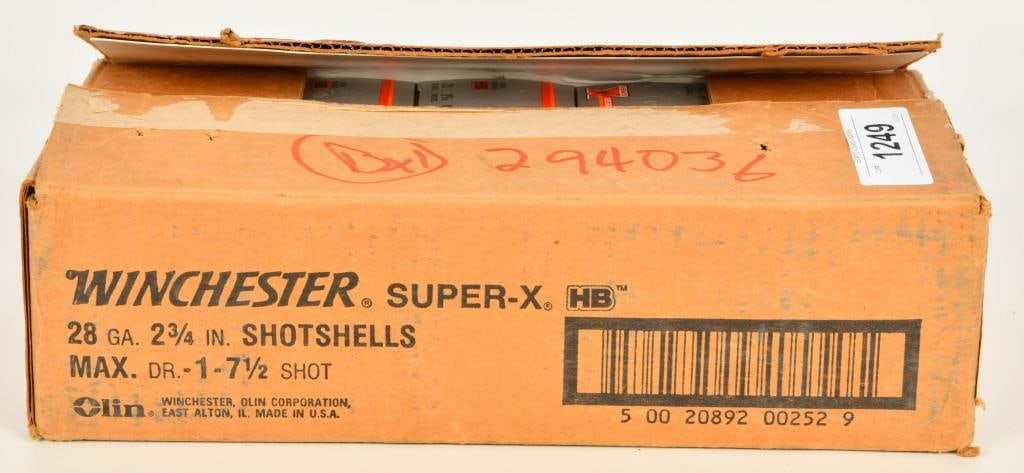 B&D 294036
LOT 1249
WINCHESTER® SUPER-X® HB™
28 GA. 2¾ IN. SHOTSHELLS
MAX. DR.-1-7½ SHOT
Olin® WINCHESTER, OLIN CORPORATION,
EAST ALTON, IL. MADE IN U.S.A.
5 00 20892 00252 9